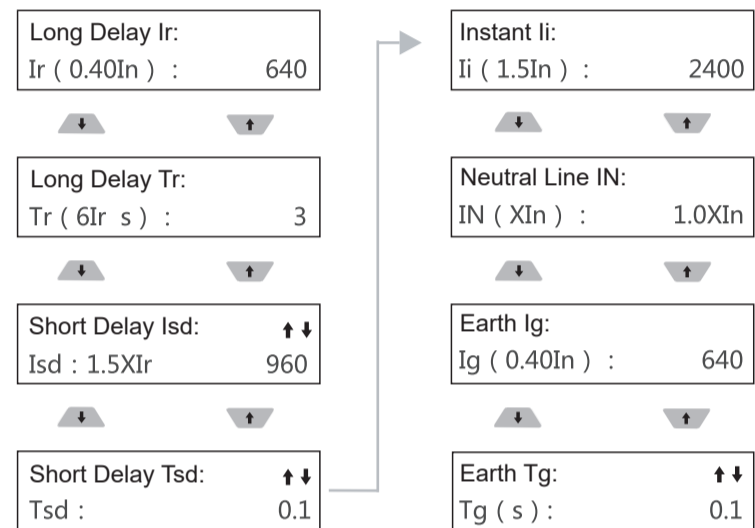 Long Delay Ir:
Ir ( 0.40In ) : 640
Long Delay Tr:
Tr ( 6Ir s ) : 3
Short Delay Isd: ⬆⬇
Isd : 1.5XIr 960
Short Delay Tsd: ⬆⬇
Tsd : 0.1
Instant Ii:
Ii ( 1.5In ) : 2400
Neutral Line IN:
IN ( XIn ) : 1.0XIn
Earth Ig:
Ig ( 0.40In ) : 640
Earth Tg: ⬆⬇
Tg ( s ) : 0.1